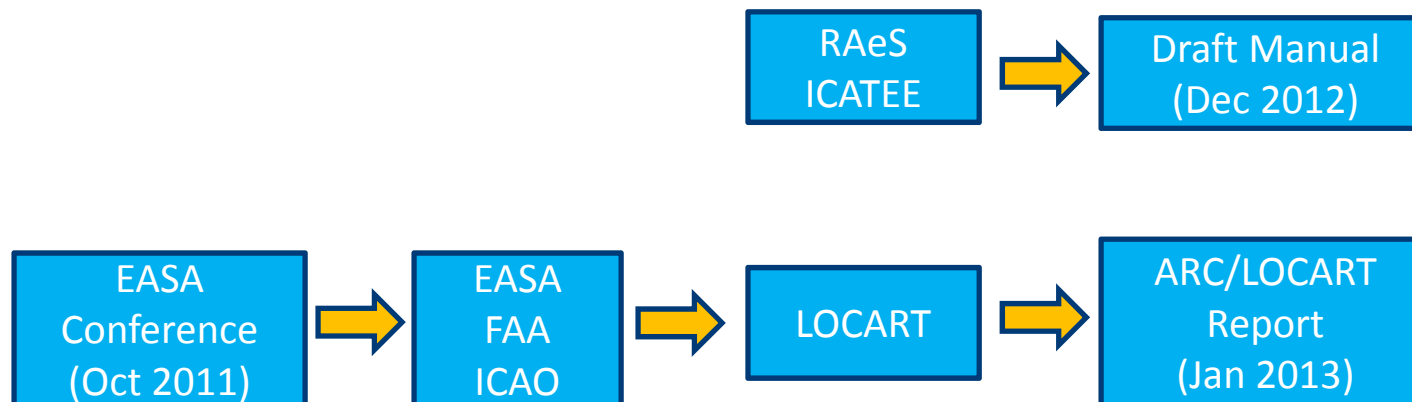 RAeS
ICATEE
Draft Manual
(Dec 2012)
EASA
Conference
(Oct 2011)
EASA
FAA
ICAO
LOCART
ARC/LOCART
Report
(Jan 2013)